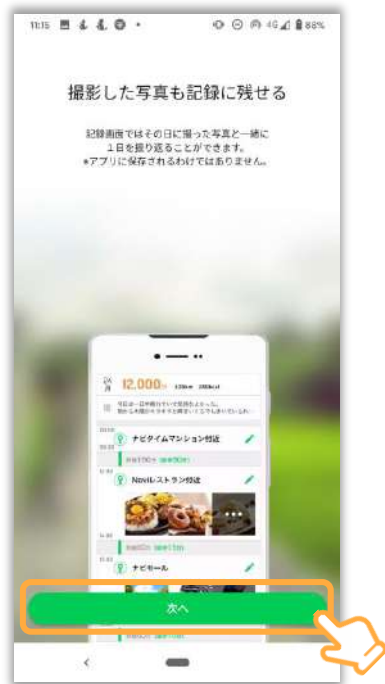 11:15
4G 88%
撮影した写真も記録に残せる
記録画面ではその日に撮った写真と一緒に
1日を振り返ることができます。
*アプリに保存されるわけではありません。
12,000
ナビタイムマンション付近
Naviレストラン付近
ナビモール
次へ